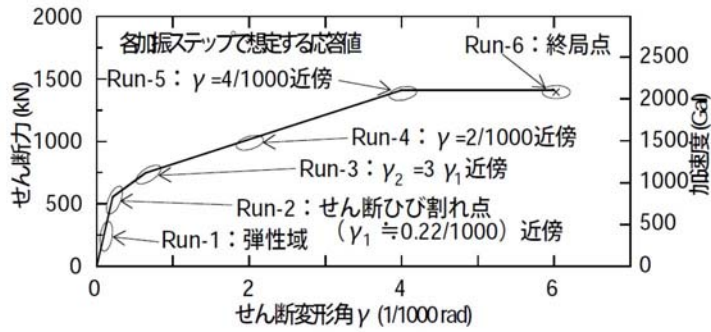 各加振ステップで想定する応答値
Run-6：終局点
Run-5：γ=4/1000近傍
Run-4：γ=2/1000近傍
Run-3：γ2=3 γ1近傍
Run-2：せん断ひび割れ点
（γ1 ≒0.22/1000）近傍
Run-1：弾性域
せん断力 (kN)
2000
1500
1000
500
0
加速度 (Gal)
2500
2000
1500
1000
500
0
0 2 4 6
せん断変形角γ (1/1000 rad)